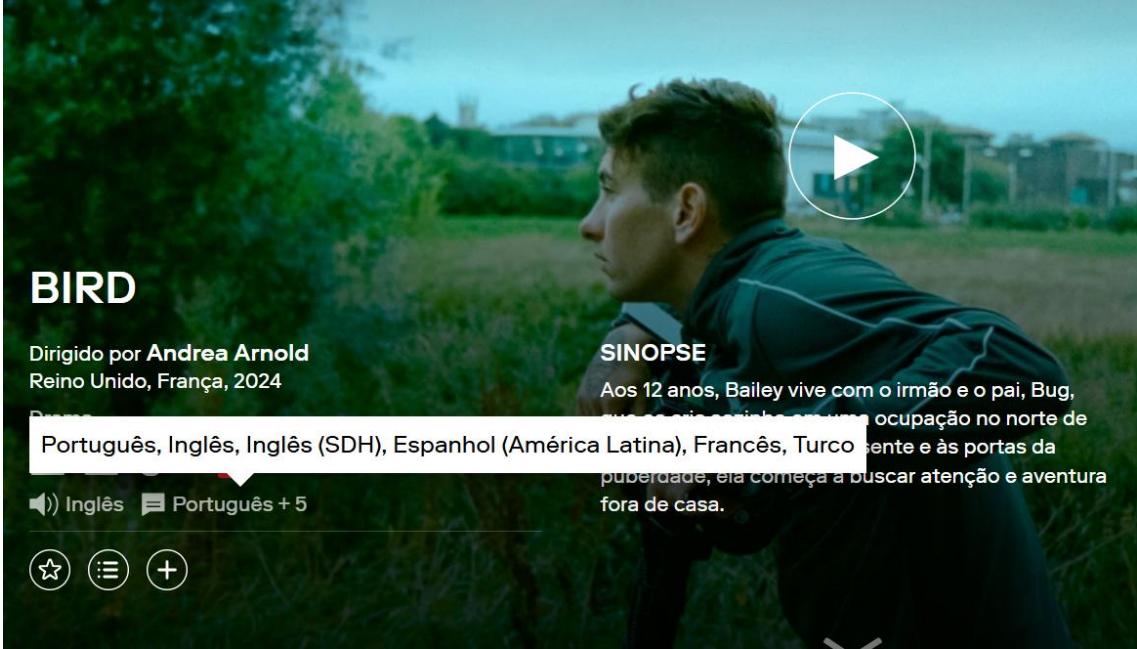 BIRD
Dirigido por Andrea Arnold
Reino Unido, França, 2024
SINOPSE
Aos 12 anos, Bailey vive com o irmão e o pai, Bug,
ocupação no norte de
Português, Inglês, Inglês (SDH), Espanhol (América Latina), Francês, Turco
às portas da
puberdade, ela começa a buscar atenção e aventura
fora de casa.
Inglês
Português + 5